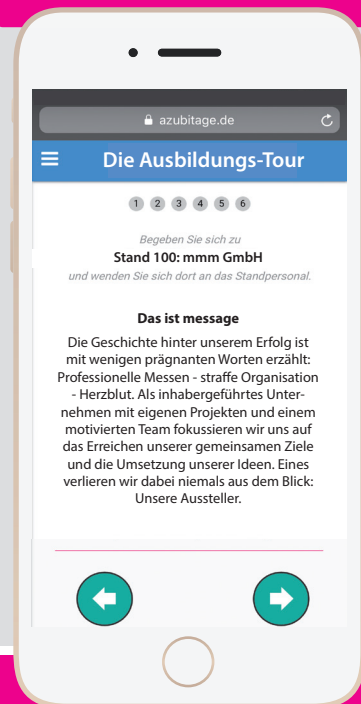 azubitage.de
Die Ausbildungs-Tour
1 2 3 4 5 6
Begeben Sie sich zu
Stand 100: mmm GmbH
und wenden Sie sich dort an das Standpersonal.
Das ist message
Die Geschichte hinter unserem Erfolg ist
mit wenigen prägnanten Worten erzählt:
Professionelle Messen - straffe Organisation
- Herzblut. Als inhabergeführtes Unter-
nehmen mit eigenen Projekten und einem
motivierten Team fokussieren wir uns auf
das Erreichen unserer gemeinsamen Ziele
und die Umsetzung unserer Ideen. Eines
verlieren wir dabei niemals aus dem Blick:
Unsere Aussteller.